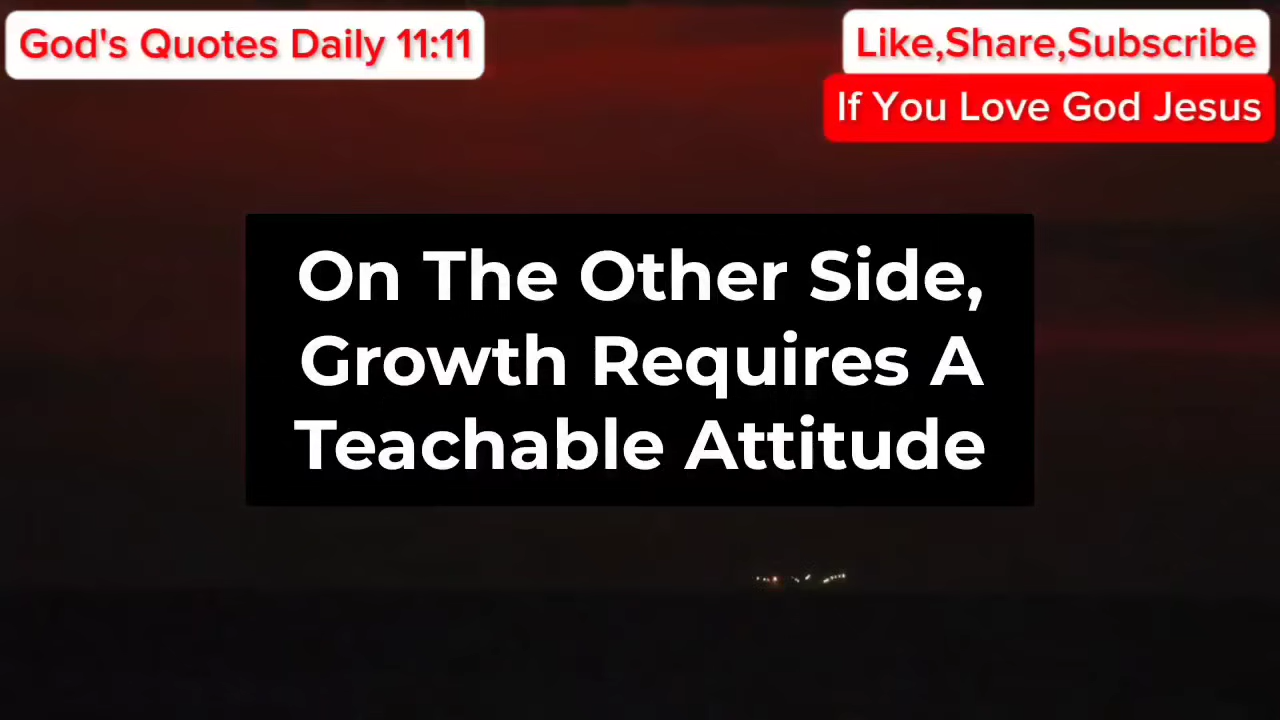 God's Quotes Daily 11:11
Like,Share,Subscribe
If You Love God Jesus
On The Other Side,
Growth Requires A
Teachable Attitude